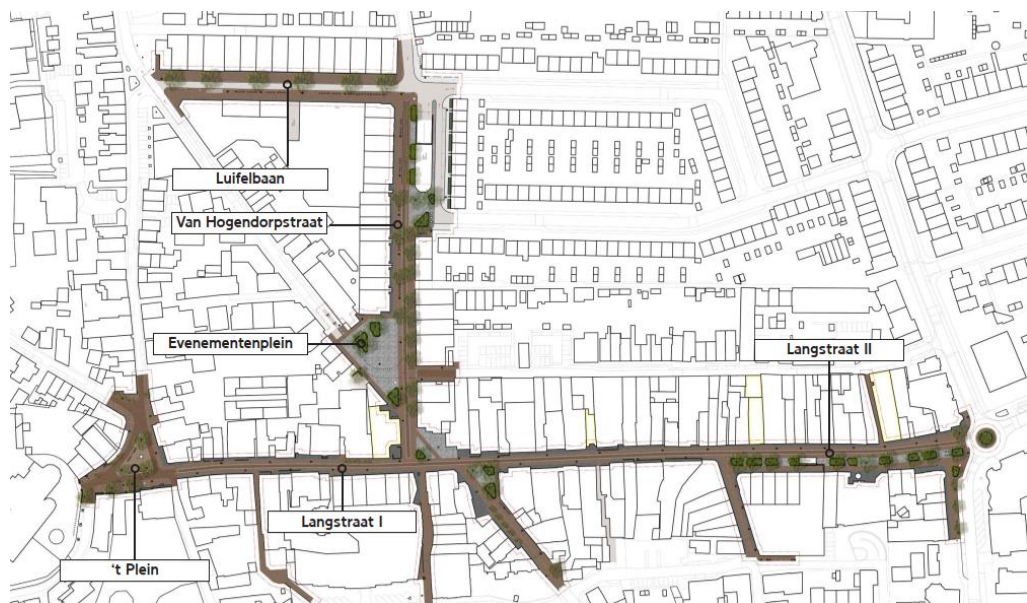 Luifelbaan
Van Hogendorpstraat
Evenementenplein
Langstraat II
Langstraat I
‘t Plein